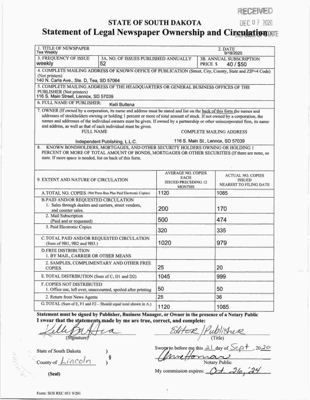 RECEIVED
DEC 07 2020
STATE OF SOUTH DAKOTA
Statement of Legal Newspaper Ownership and Circulation
1. TITLE OF NEWSPAPER
Tea Weekly
2. DATE
9/18/2020
3. FREQUENCY OF ISSUE
weekly
3A. NO. OF ISSUES PUBLISHED ANNUALLY
52
3B. ANNUAL SUBSCRIPTION
PRICE $ 40 / $50
4. COMPLETE MAILING ADDRESS OF KNOWN OFFICE OF PUBLICATION (Street, City, County, State and ZIP+4 Code)
(Not printers)
140 N. Carla Ave., Ste. D, Tea, SD 57064
5. COMPLETE MAILING ADDRESS OF THE HEADQUARTERS OR GENERAL BUSINESS OFFICES OF THE
PUBLISHER (Not printers)
116 S. Main Street, Lennox, SD 57039
6. FULL NAME OF PUBLISHER: Kelli Bultena
7. OWNER (If owned by a corporation, its name and address must be stated and list on the back of this form the names and
addresses of stockholders owning or holding 1 percent or more of total amount of stock. If not owned by a corporation, the
names and addresses of the individual owners must be given. If owned by a partnership or other unincorporated firm, its name
and address, as well as that of each individual must be given.
FULL NAME
COMPLETE MAILING ADDRESS
Independent Publishing, L.L.C.
116 S. Main St., Lennox, SD 57039
8. KNOWN BONDHOLDERS, MORTGAGES, AND OTHER SECURITY HOLDERS OWNING OR HOLDING 1
PERCENT OR MORE OF TOTAL AMOUNT OF BONDS, MORTGAGES OR OTHER SECURITIES (If there are none, so
state. If more space is needed, list on back of this form.
9. EXTENT AND NATURE OF CIRCULATION
AVERAGE NO. COPIES
EACH
ISSUED/PRECEDING 12
MONTHS
ACTUAL NO. COPIES
ISSUED
NEAREST TO FILING DATE
A.TOTAL NO. COPIES (Net Press Run Plus Paid Electronic Copies)
1120
1085
B.PAID AND/OR REQUESTED CIRCULATION
1. Sales through dealers and carriers, street vendors,
and counter sales.
200
170
2. Mail Subscription
(Paid and/or requested)
500
474
3. Paid Electronic Copies
320
335
C.TOTAL PAID AND/OR REQUESTED CIRCULATION
(Sum of 9B1, 9B2 and 9B3 )
1020
979
D.FREE DISTRIBUTION
1. BY MAIL, CARRIER OR OTHER MEANS
2. SAMPLES, COMPLIMENTARY AND OTHER FREE
COPIES
25
20
E. TOTAL DISTRIBUTION (Sum of C, D1 and D2)
1045
999
F. COPIES NOT DISTRIBUTED
1. Office use, left over, unaccounted, spoiled after printing
50
50
2. Return from News Agents
25
36
G. TOTAL (Sum of E, F1 and F2 - Should equal total shown in A.)
1120
1085
Statement must be signed by Publisher, Business Manager, or Owner in the presence of a Notary Public
I swear that the statements made by me are true, correct, and complete:
Editor / Publisher
(Signature)
(Title)
State of South Dakota )
County of Lincoln )
(Seal)
Sworn to before me this 21 day of Sept, 2020
Notary Public
My commission expires: Oct. 26, '24
Form: SOS REC 051 9/201